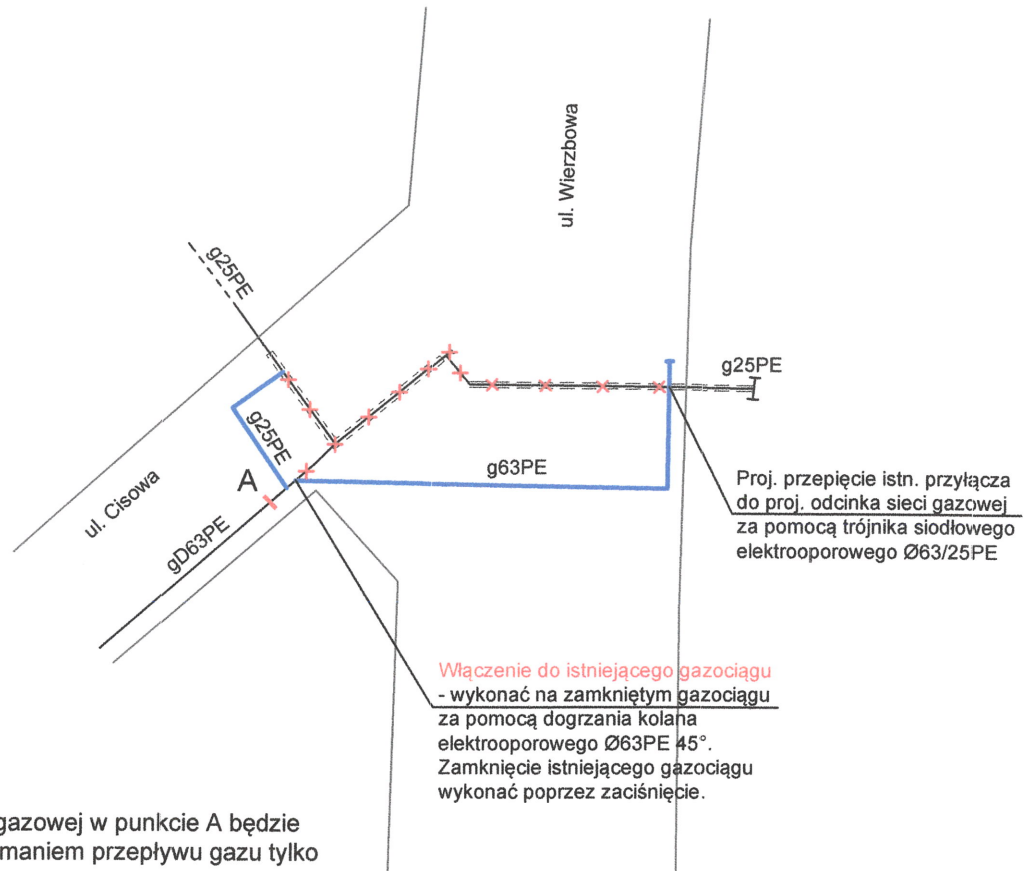 ul. Wierzbowa
g25PE
g25PE
g25PE
g63PE
A
ul. Cisowa
gD63PE
Proj. przepięcie istn. przyłącza
do proj. odcinka sieci gazowej
za pomocą trójnika siodłowego
elektrooporowego Ø63/25PE
Włączenie do istniejącego gazociągu
- wykonać na zamkniętym gazociągu
za pomocą dogrzania kolana
elektrooporowego Ø63PE 45°.
Zamknięcie istniejącego gazociągu
wykonać poprzez zaciśnięcie.
gazowej w punkcie A będzie
maniem przepływu gazu tylko